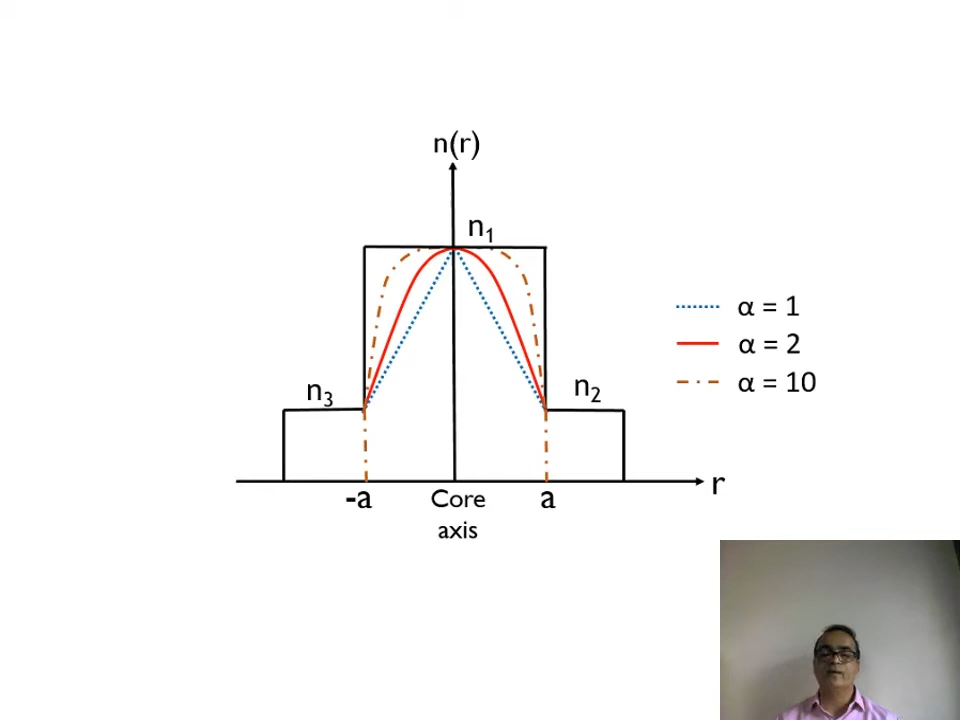 n(r)
n₁
α = 1
α = 2
α = 10
n₃
n₂
-a
Core
axis
a
r